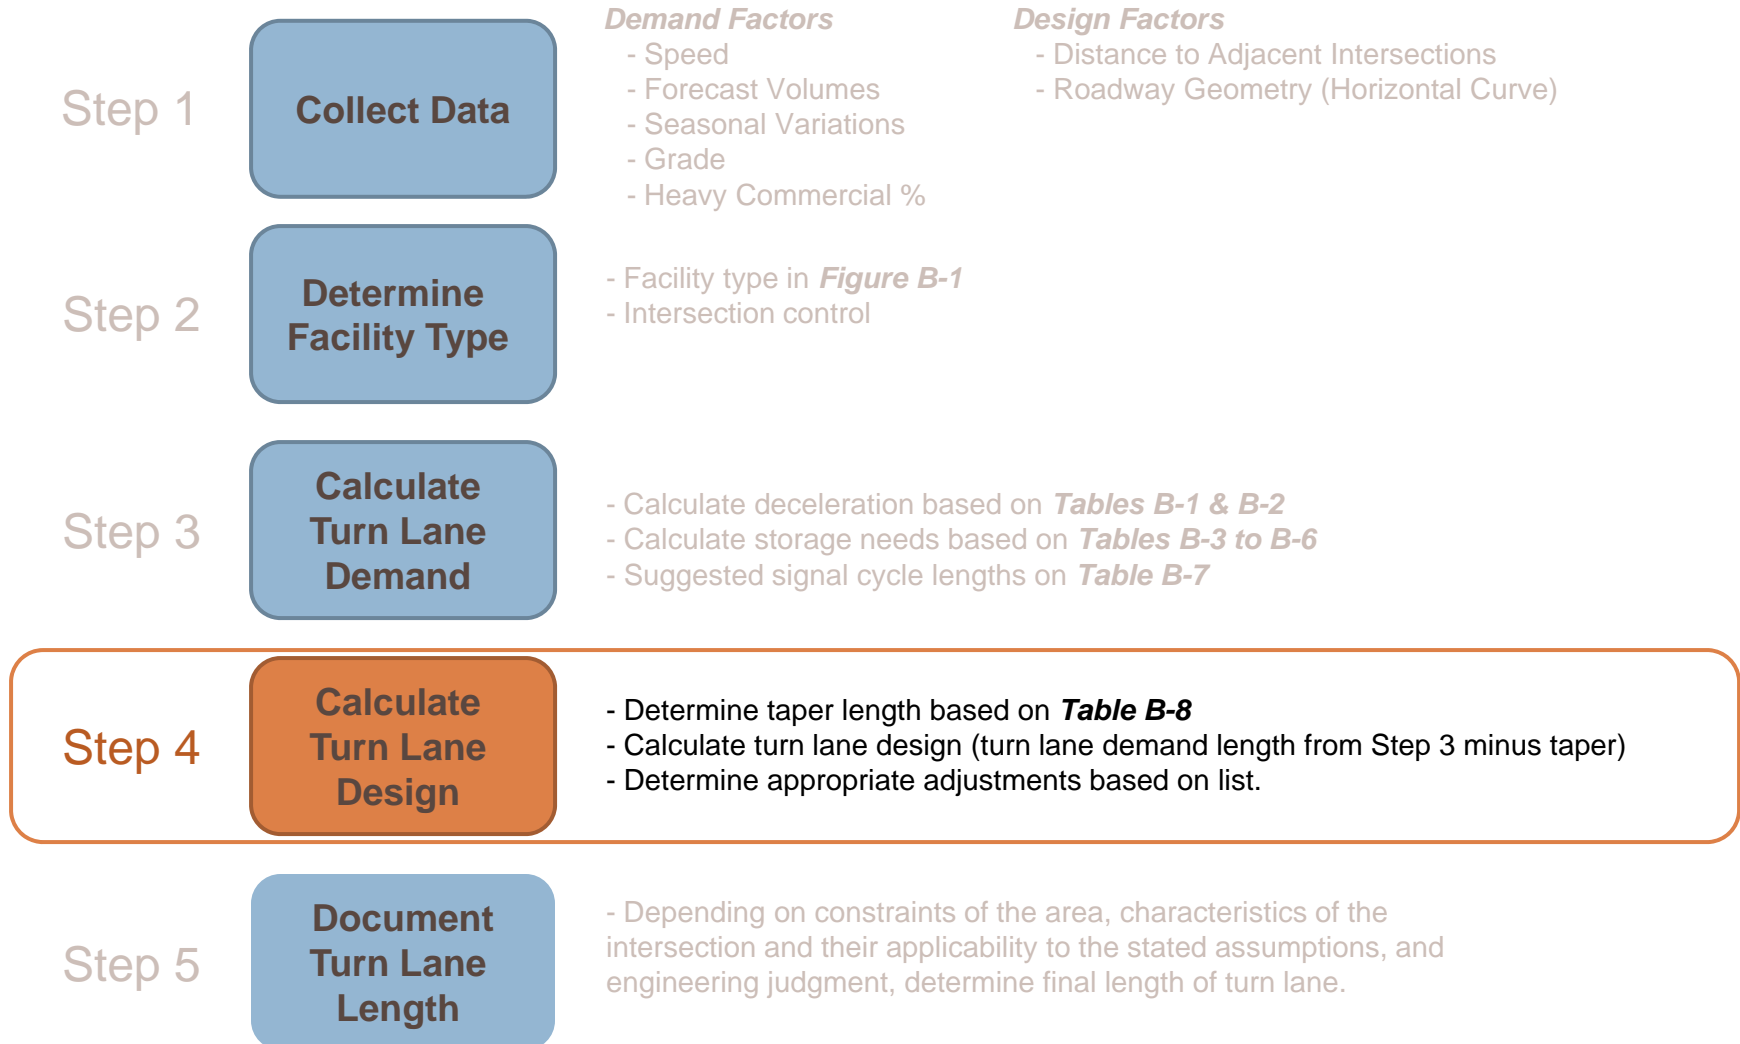 Demand Factors
- Speed
- Forecast Volumes
- Seasonal Variations
- Grade
- Heavy Commercial %
Design Factors
- Distance to Adjacent Intersections
- Roadway Geometry (Horizontal Curve)
Step 1
Collect Data
Step 2
Determine
Facility Type
- Facility type in Figure B-1
- Intersection control
Step 3
Calculate
Turn Lane
Demand
- Calculate deceleration based on Tables B-1 & B-2
- Calculate storage needs based on Tables B-3 to B-6
- Suggested signal cycle lengths on Table B-7
Step 4
Calculate
Turn Lane
Design
- Determine taper length based on Table B-8
- Calculate turn lane design (turn lane demand length from Step 3 minus taper)
- Determine appropriate adjustments based on list.
Step 5
Document
Turn Lane
Length
- Depending on constraints of the area, characteristics of the
intersection and their applicability to the stated assumptions, and
engineering judgment, determine final length of turn lane.